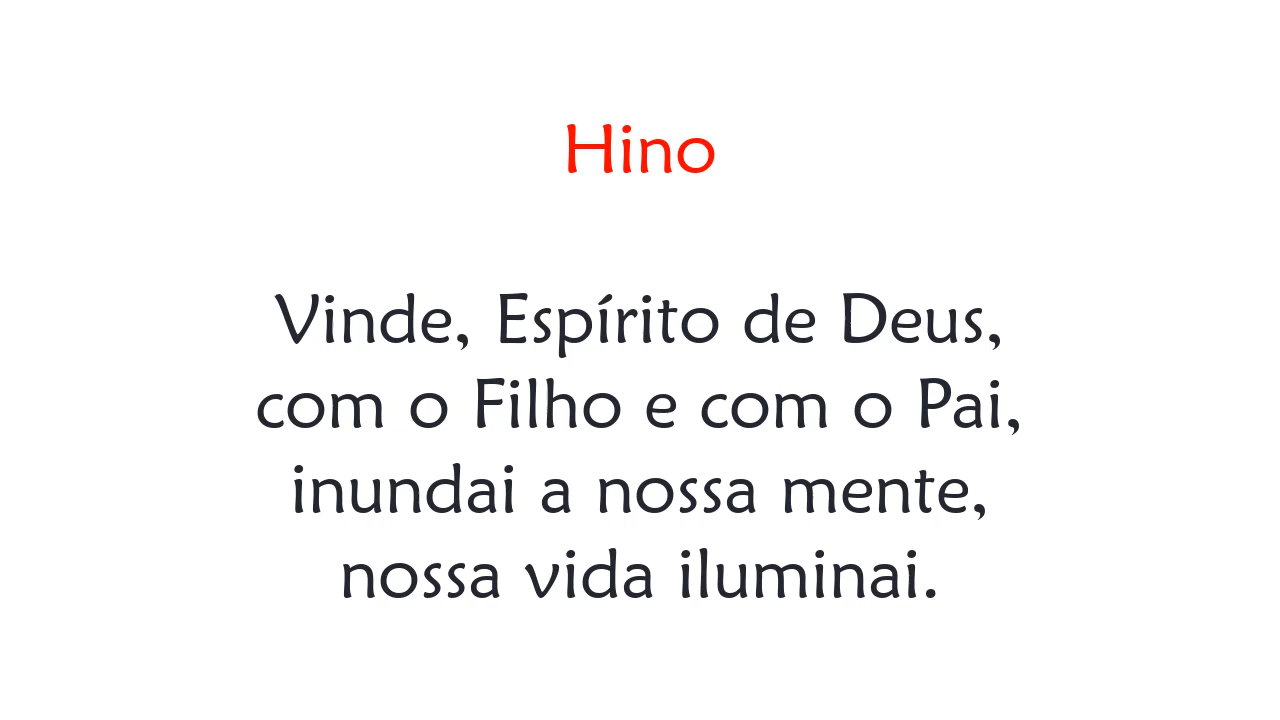 Hino
Vinde, Espírito de Deus,
com o Filho e com o Pai,
inundai a nossa mente,
nossa vida iluminai.